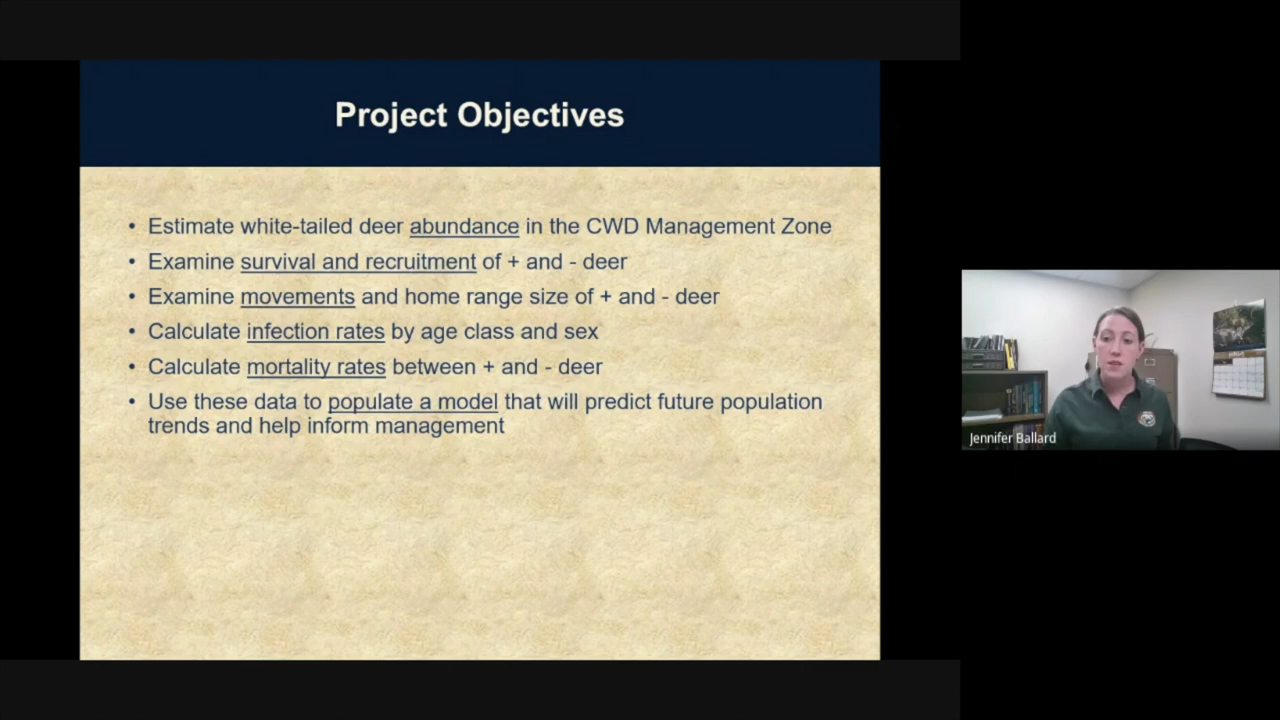 Project Objectives
• Estimate white-tailed deer abundance in the CWD Management Zone
• Examine survival and recruitment of + and - deer
• Examine movements and home range size of + and - deer
• Calculate infection rates by age class and sex
• Calculate mortality rates between + and - deer
• Use these data to populate a model that will predict future population
trends and help inform management
Jennifer Ballard